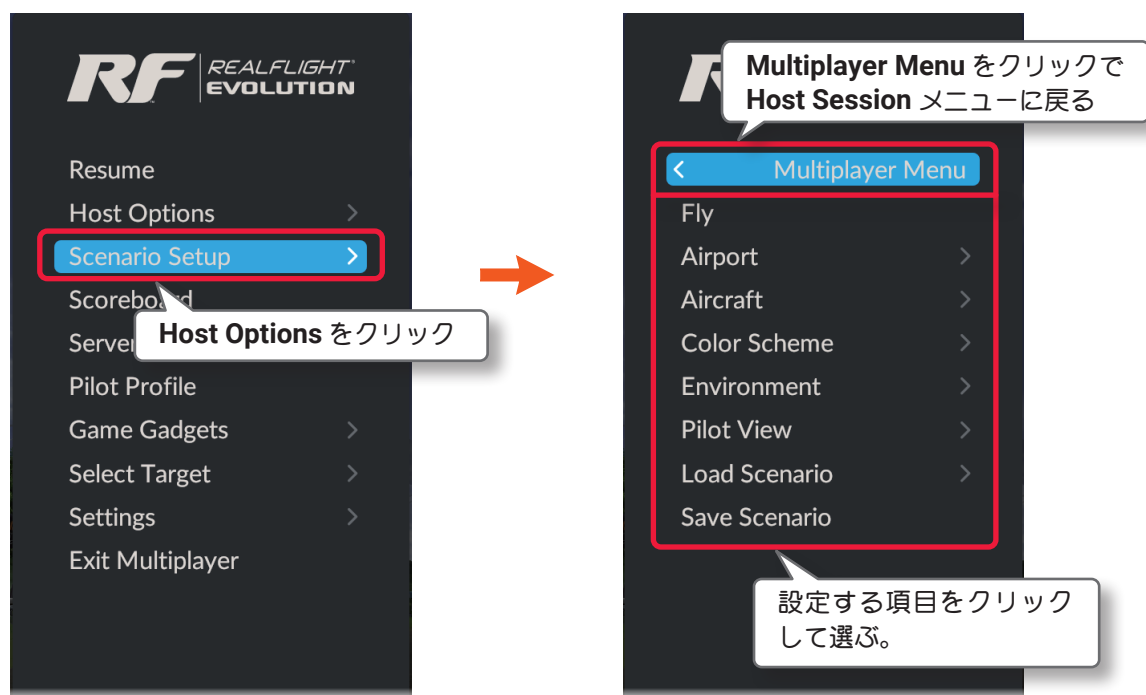 RF REALFLIGHT
EVOLUTION
Resume
Host Options
Scenario Setup
Host Options をクリック
Pilot Profile
Game Gadgets
Select Target
Settings
Exit Multiplayer
Multiplayer Menu をクリックで
Host Session メニューに戻る
Multiplayer Menu
Fly
Airport
Aircraft
Color Scheme
Environment
Pilot View
Load Scenario
Save Scenario
設定する項目をクリック
して選ぶ。